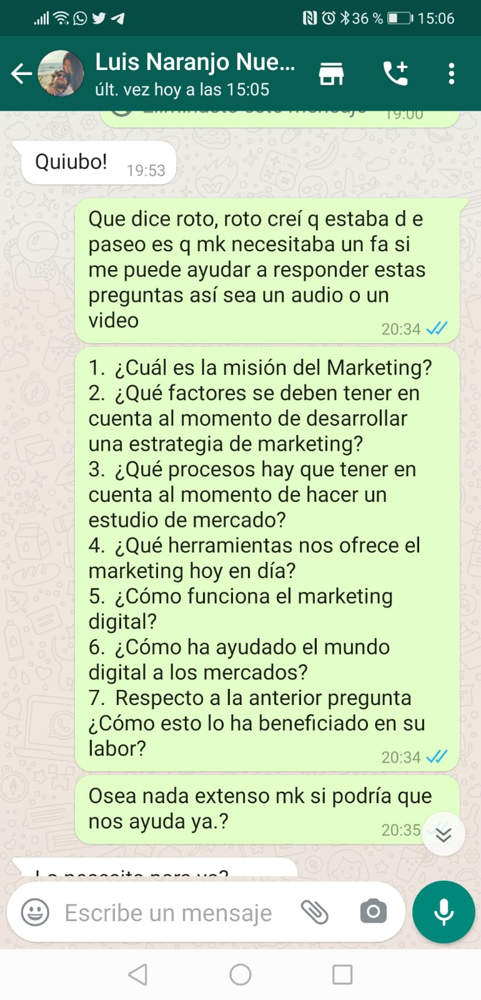 36 % 15:06
Luis Naranjo Nue...
últ. vez hoy a las 15:05
19:00
Quiubo! 19:53
Que dice roto, roto creí q estaba d e
paseo es q mk necesitaba un fa si
me puede ayudar a responder estas
preguntas así sea un audio o un
video
20:34
1. ¿Cuál es la misión del Marketing?
2. ¿Qué factores se deben tener en
cuenta al momento de desarrollar
una estrategia de marketing?
3. ¿Qué procesos hay que tener en
cuenta al momento de hacer un
estudio de mercado?
4. ¿Qué herramientas nos ofrece el
marketing hoy en día?
5. ¿Cómo funciona el marketing
digital?
6. ¿Cómo ha ayudado el mundo
digital a los mercados?
7. Respecto a la anterior pregunta
¿Cómo esto lo ha beneficiado en su
labor?
20:34
Osea nada extenso mk si podría que
nos ayuda ya.?
20:35
Escribe un mensaje